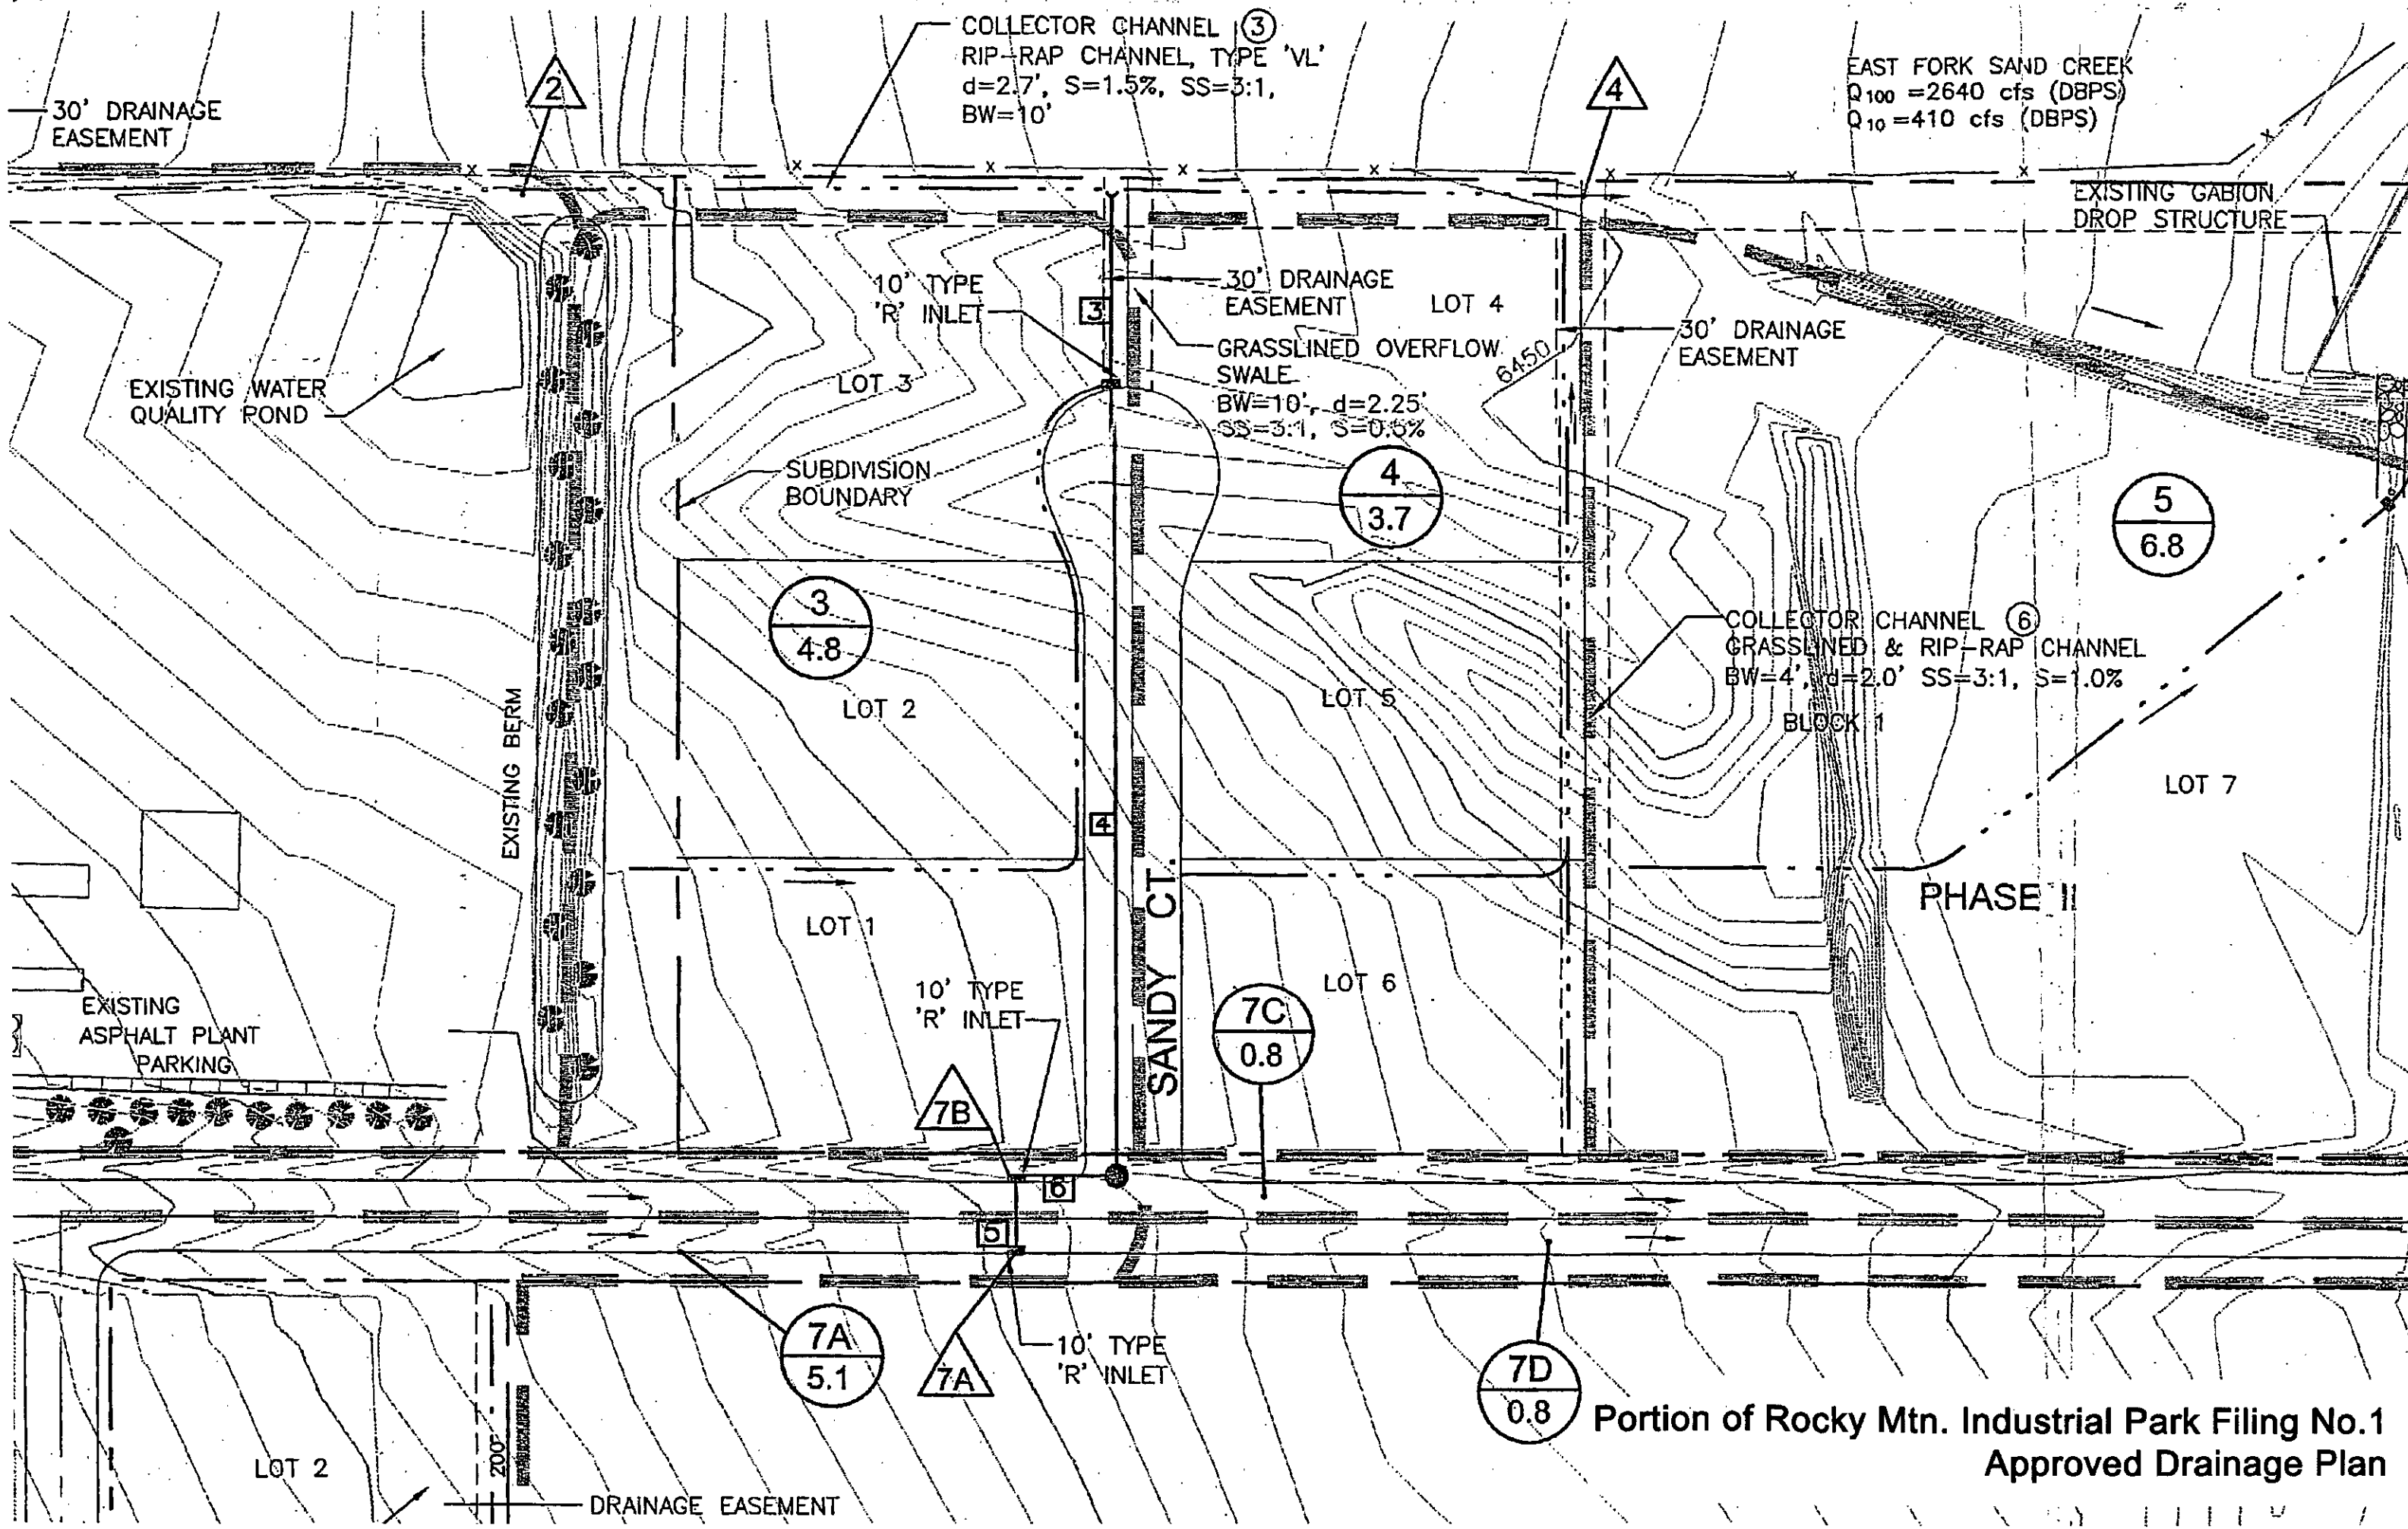 COLLECTOR CHANNEL 3
RIP-RAP CHANNEL, TYPE 'VL'
d=2.7', S=1.5%, SS=3:1,
BW=10'
2
4
EAST FORK SAND CREEK
Q100 =2640 cfs (DBPS)
Q10 =410 cfs (DBPS)
30' DRAINAGE
EASEMENT
EXISTING GABION
DROP STRUCTURE
10' TYPE
'R' INLET
3
30' DRAINAGE
EASEMENT
LOT 4
GRASSLINED OVERFLOW
SWALE
BW=10', d=2.25'
SS=3:1, S=0.5%
6450
30' DRAINAGE
EASEMENT
EXISTING WATER
QUALITY POND
LOT 3
SUBDIVISION
BOUNDARY
4
3.7
5
6.8
3
4.8
COLLECTOR CHANNEL 6
GRASSLINED & RIP-RAP CHANNEL
BW=4', d=2.0' SS=3:1, S=1.0%
BLOCK 1
LOT 2
LOT 5
EXISTING BERM
4
LOT 7
PHASE II
LOT 1
SANDY CT.
LOT 6
10' TYPE
'R' INLET
7C
0.8
EXISTING
ASPHALT PLANT
PARKING
7B
6
5
7A
5.1
7A
10' TYPE
'R' INLET
7D
0.8
Portion of Rocky Mtn. Industrial Park Filing No.1
Approved Drainage Plan
LOT 2
200'
DRAINAGE EASEMENT